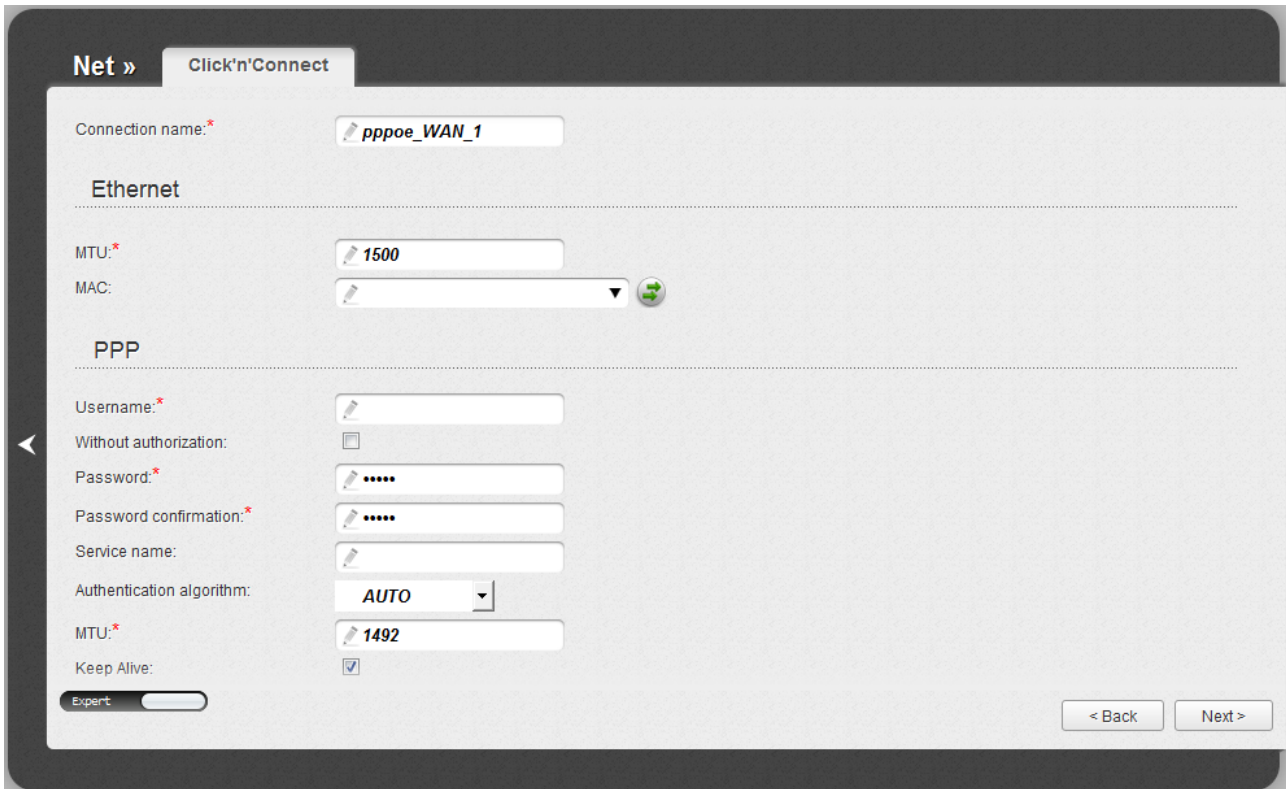 Net » Click'n'Connect
Connection name:* pppoe_WAN_1
Ethernet
MTU:* 1500
MAC:
PPP
Username:*
Without authorization:
Password:* •••••
Password confirmation:* •••••
Service name:
Authentication algorithm: AUTO
MTU:* 1492
Keep Alive:
Expert
< Back Next >